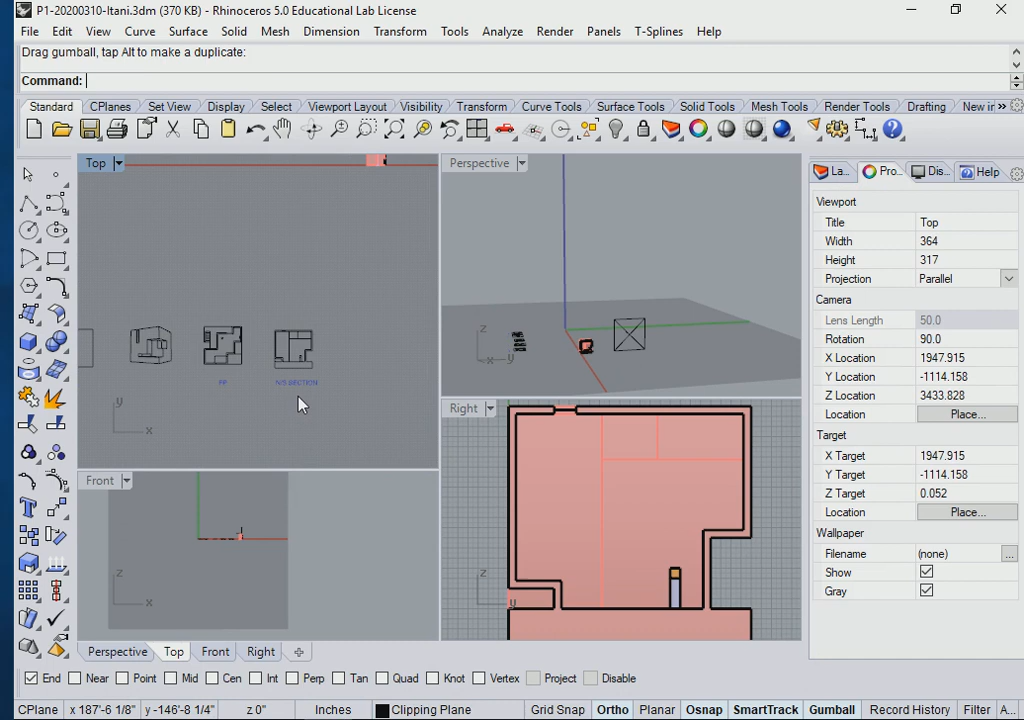 P1-20200310-Itani.3dm (370 KB) - Rhinoceros 5.0 Educational Lab License
File Edit View Curve Surface Solid Mesh Dimension Transform Tools Analyze Render Panels T-Splines Help
Drag gumball, tap Alt to make a duplicate:
Command:
Standard CPlanes Set View Display Select Viewport Layout Visibility Transform Curve Tools Surface Tools Solid Tools Mesh Tools Render Tools Drafting New in »
Top
Perspective
La... Pro... Dis... Help
Viewport
Title Top
Width 364
Height 317
Projection Parallel
Camera
Lens Length 50.0
Rotation 90.0
X Location 1947.915
Y Location -1114.158
Z Location 3433.828
Location Place...
Target
X Target 1947.915
Y Target -1114.158
Z Target 0.052
Location Place...
Wallpaper
Filename (none) ...
Show
Gray
N/S SECTION
y
x
z
x
y
Right
z
y
Front
z
x
Perspective Top Front Right
End Near Point Mid Cen Int Perp Tan Quad Knot Vertex Project Disable
CPlane x 187'-6 1/8" y -146'-8 1/4" z 0" Inches Clipping Plane Grid Snap Ortho Planar Osnap SmartTrack Gumball Record History Filter A...